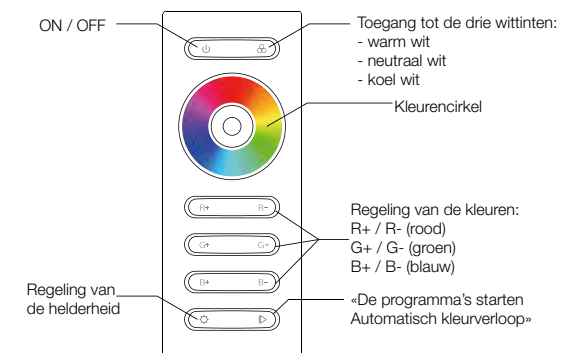 ON / OFF
Toegang tot de drie wittinten:
- warm wit
- neutraal wit
- koel wit
Kleurencirkel
R+ R-
G+ G-
B+ B-
Regeling van de kleuren:
R+ / R- (rood)
G+ / G- (groen)
B+ / B- (blauw)
Regeling van
de helderheid
«De programma's starten
Automatisch kleurverloop»